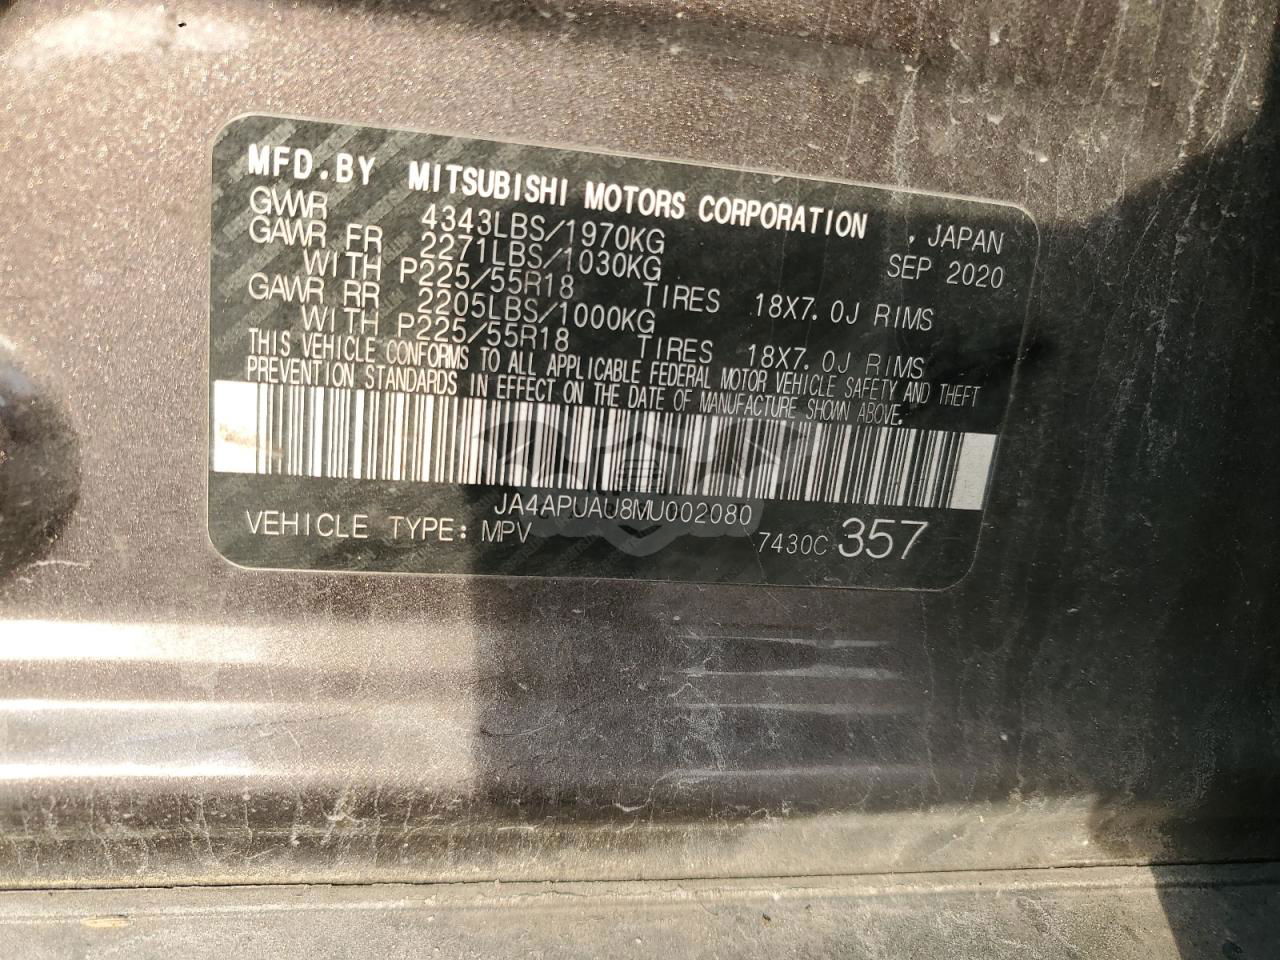 MFD.BY MITSUBISHI MOTORS CORPORATION , JAPAN
GVWR 4343LBS/1970KG SEP 2020
GAWR FR 2271LBS/1030KG
WITH P225/55R18 TIRES 18X7.0J RIMS
GAWR RR 2205LBS/1000KG
WITH P225/55R18 TIRES 18X7.0J RIMS
THIS VEHICLE CONFORMS TO ALL APPLICABLE FEDERAL MOTOR VEHICLE SAFETY AND THEFT
PREVENTION STANDARDS IN EFFECT ON THE DATE OF MANUFACTURE SHOWN ABOVE.
JA4APUAU8MU002080
VEHICLE TYPE: MPV 7430C 357